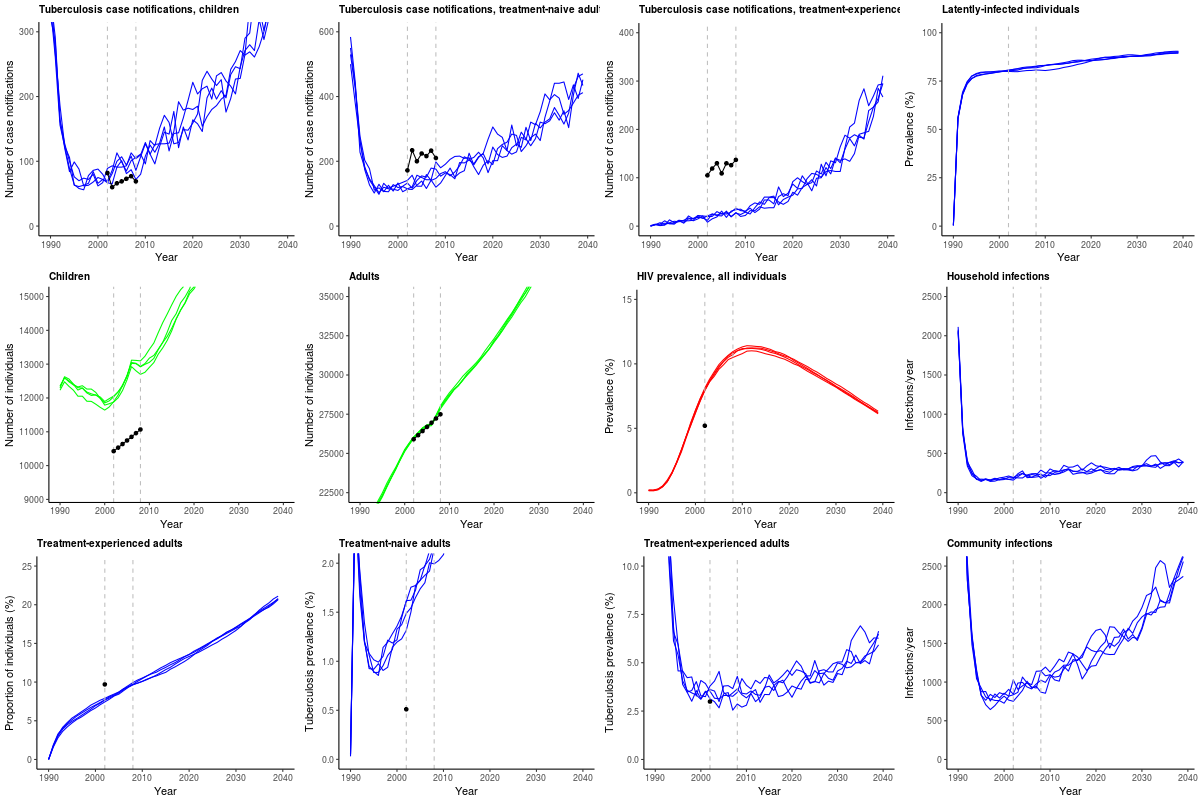 Tuberculosis case notifications, children
Number of case notifications
300
200
100
0
1990 2000 2010 2020 2030 2040
Year
Tuberculosis case notifications, treatment-naive adul
Number of case notifications
600
400
200
0
1990 2000 2010 2020 2030 2040
Year
Tuberculosis case notifications, treatment-experience
Number of case notifications
400
300
200
100
0
1990 2000 2010 2020 2030 2040
Year
Latently-infected individuals
Prevalence (%)
100
75
50
25
0
1990 2000 2010 2020 2030 2040
Year
Children
Number of individuals
15000
14000
13000
12000
11000
10000
9000
1990 2000 2010 2020 2030 2040
Year
Adults
Number of individuals
35000
32500
30000
27500
25000
22500
1990 2000 2010 2020 2030 2040
Year
HIV prevalence, all individuals
Prevalence (%)
15
10
5
0
1990 2000 2010 2020 2030 2040
Year
Household infections
Infections/year
2500
2000
1500
1000
500
0
1990 2000 2010 2020 2030 2040
Year
Treatment-experienced adults
Proportion of individuals (%)
25
20
15
10
5
0
1990 2000 2010 2020 2030 2040
Year
Treatment-naive adults
Tuberculosis prevalence (%)
2.0
1.5
1.0
0.5
0.0
1990 2000 2010 2020 2030 2040
Year
Treatment-experienced adults
Tuberculosis prevalence (%)
10.0
7.5
5.0
2.5
0.0
1990 2000 2010 2020 2030 2040
Year
Community infections
Infections/year
2500
2000
1500
1000
500
0
1990 2000 2010 2020 2030 2040
Year